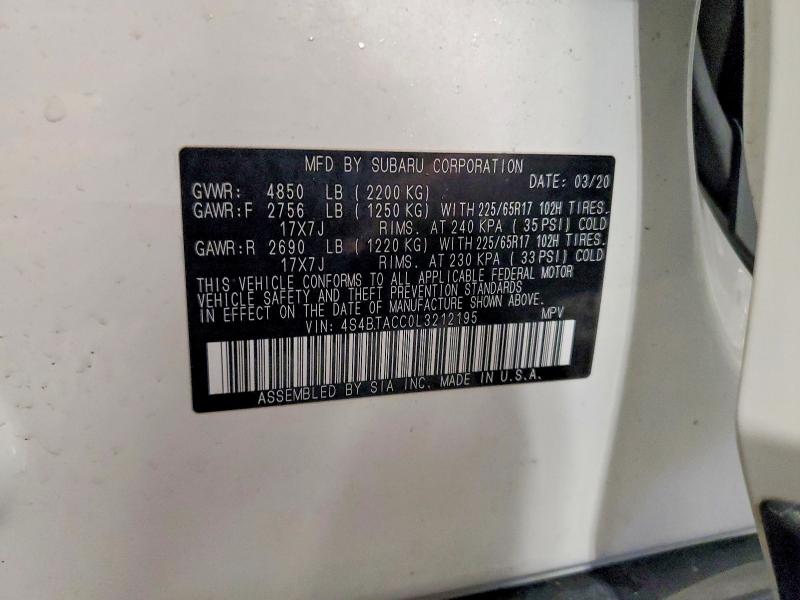 MFD BY SUBARU CORPORATION
DATE: 03/20
GVWR: 4850 LB (2200 KG)
GAWR:F 2756 LB (1250 KG) WITH 225/65R17 102H TIRES.
17X7J RIMS. AT 240 KPA (35 PSI) COLD
GAWR:R 2690 LB (1220 KG) WITH 225/65R17 102H TIRES.
17X7J RIMS. AT 230 KPA (33 PSI) COLD
THIS VEHICLE CONFORMS TO ALL APPLICABLE FEDERAL MOTOR
VEHICLE SAFETY AND THEFT PREVENTION STANDARDS
IN EFFECT ON THE DATE OF MANUFACTURE SHOWN ABOVE.
VIN: 4S4BTACC0L3212195 MPV
ASSEMBLED BY SIA INC. MADE IN U.S.A.